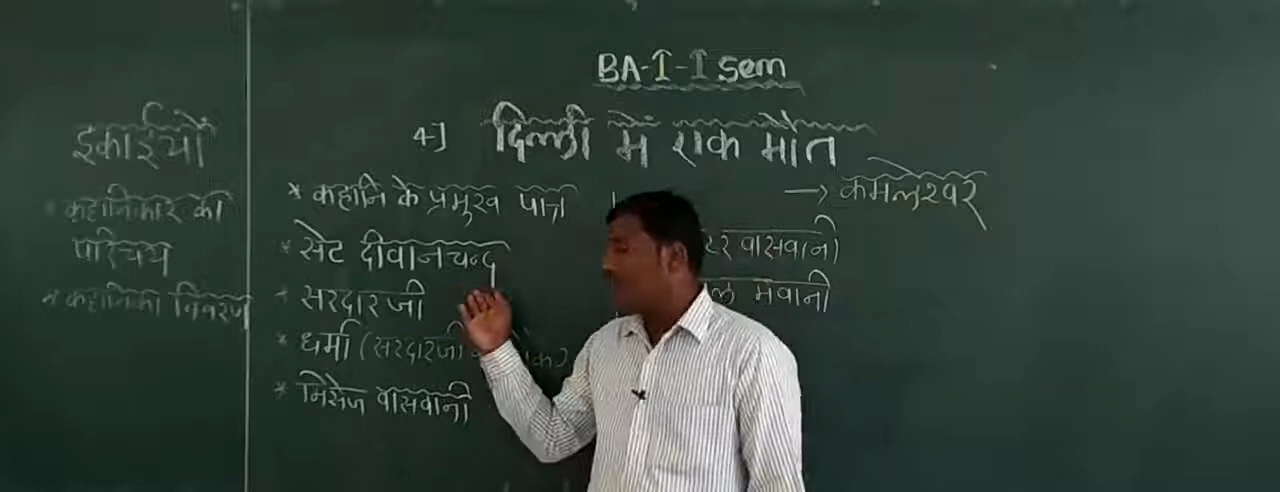 BA-I-I Sem
4] दिल्ली में एक मौत
→ कमलेश्वर
इकाईयों
कहानिकार की
परिचय
* कहानिका विवरण
* कहानि के प्रमुख पात्र
* सेट दीवानचन्द
* सरदारजी
* धर्मा (सरदारजी
* मिसेज वासवानी
वासवानी)
मवानी